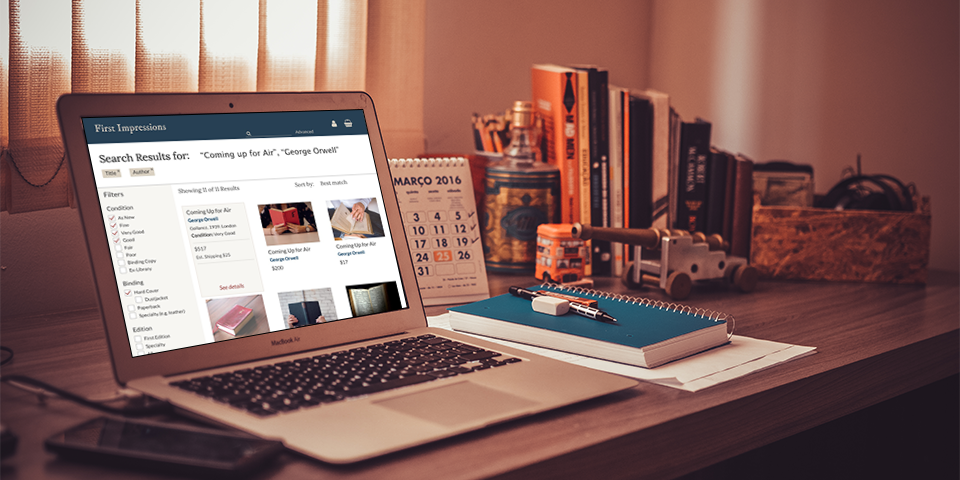 First Impressions
Advanced
Search Results for: "Coming up for Air", "George Orwell"
Title
Author
Filters
Showing 11 of 11 Results
Sort by: Best match
Condition
As New
Fine
Very Good
Good
Fair
Poor
Binding Copy
Ex-Library
Binding
Hard Cover
Dustjacket
Paperback
Specialty (e.g. leather)
Edition
First Edition
Specialty
Coming Up for Air
George Orwell
Gollancz, 1939, London
Condition: Very Good
$517
Est. Shipping $25
See details
Coming Up for Air
George Orwell
$200
Coming Up for Air
George Orwell
$17
MacBook Air
MARÇO 2016
3 4 5
10 11 12
17 18 19
24 25 26
31